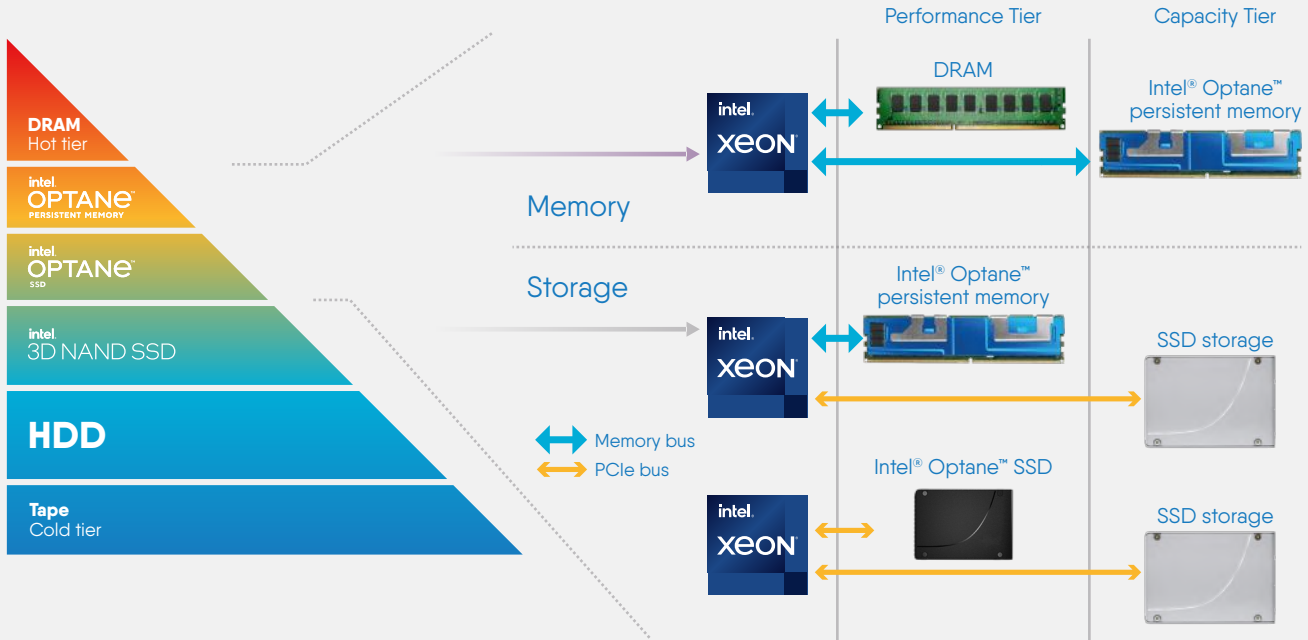 Performance Tier
Capacity Tier
DRAM
Hot tier
intel.
OPTANE™
PERSISTENT MEMORY
intel.
OPTANE™
SSD
intel.
3D NAND SSD
HDD
Tape
Cold tier
intel.
XEON®
DRAM
Intel® Optane™
persistent memory
Memory
Storage
intel.
XEON®
Intel® Optane™
persistent memory
SSD storage
Memory bus
PCIe bus
intel.
XEON®
Intel® Optane™ SSD
SSD storage